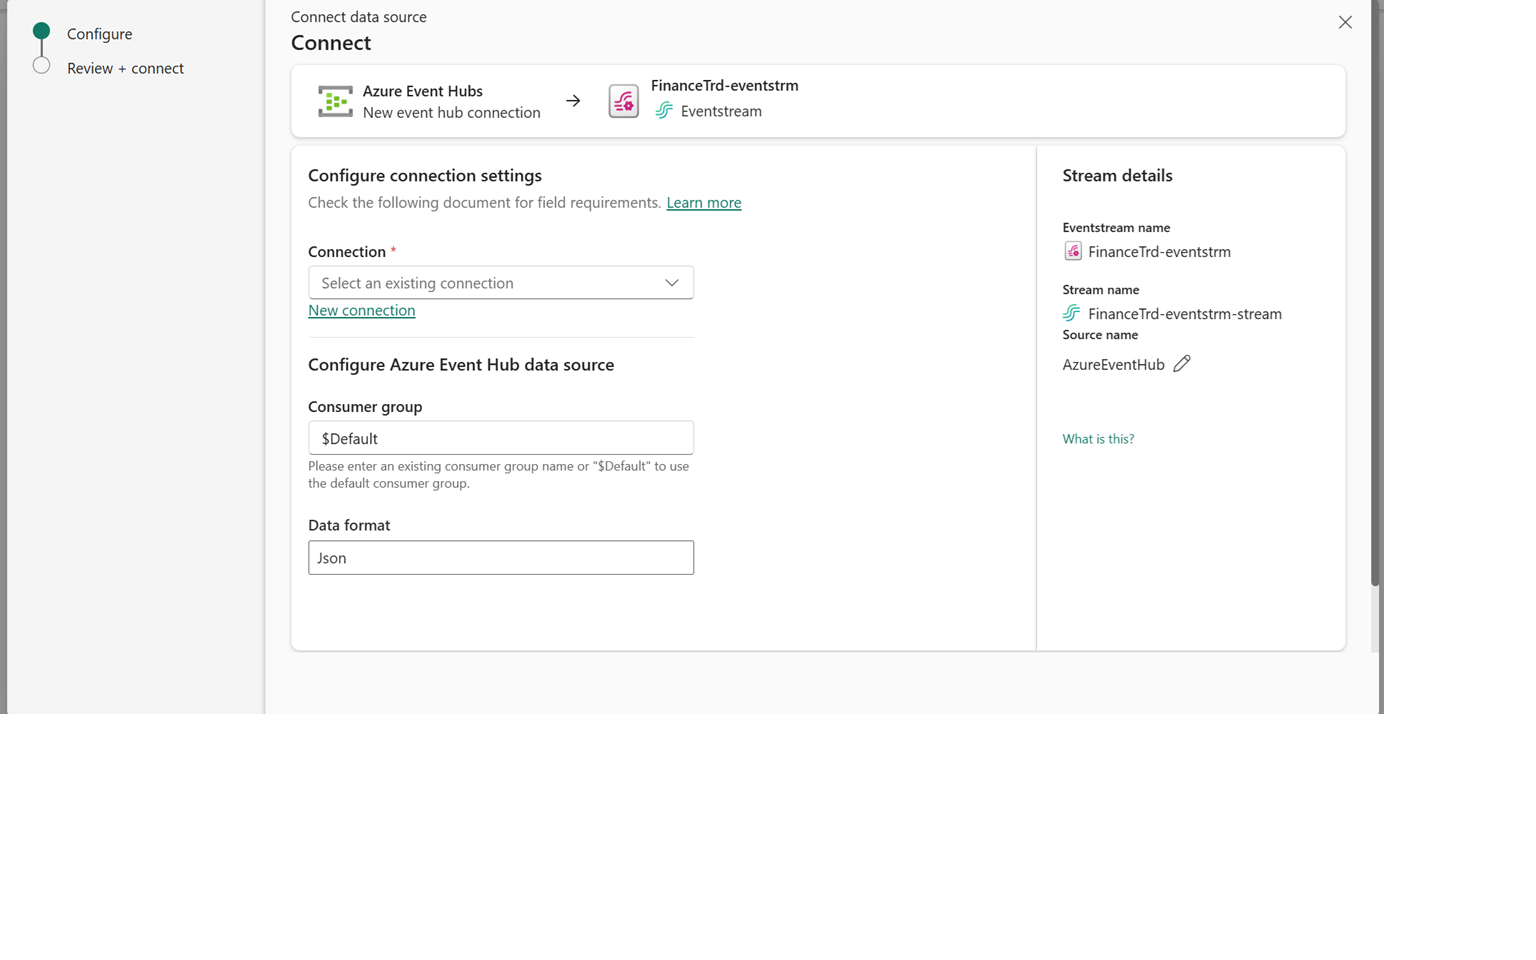 Configure
Review + connect
Connect data source
Connect
Azure Event Hubs
New event hub connection
FinanceTrd-eventstrm
Eventstream
Configure connection settings
Check the following document for field requirements. Learn more
Connection *
Select an existing connection
New connection
Configure Azure Event Hub data source
Consumer group
$Default
Please enter an existing consumer group name or "$Default" to use
the default consumer group.
Data format
Json
Stream details
Eventstream name
FinanceTrd-eventstrm
Stream name
FinanceTrd-eventstrm-stream
Source name
AzureEventHub
What is this?